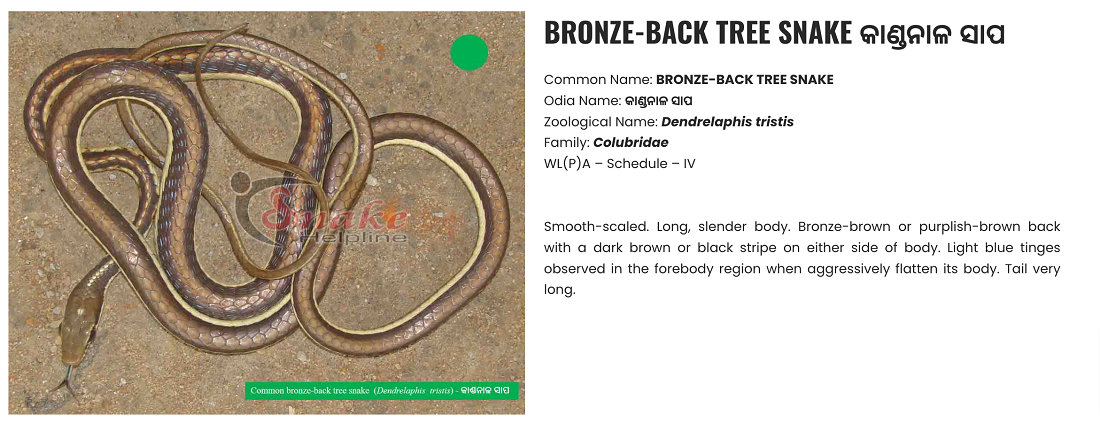 BRONZE-BACK TREE SNAKE କାଣ୍ଡନାଳ ସାପ
Common Name: BRONZE-BACK TREE SNAKE
Odia Name: କାଣ୍ଡନାଳ ସାପ
Zoological Name: Dendrelaphis tristis
Family: Colubridae
WL(P)A – Schedule – IV
Smooth-scaled. Long, slender body. Bronze-brown or purplish-brown back
with a dark brown or black stripe on either side of body. Light blue tinges
observed in the forebody region when aggressively flatten its body. Tail very
long.
Snake
Helpline
Common bronze-back tree snake (Dendrelaphis tristis) - କାଣ୍ଡନାଳ ସାପ